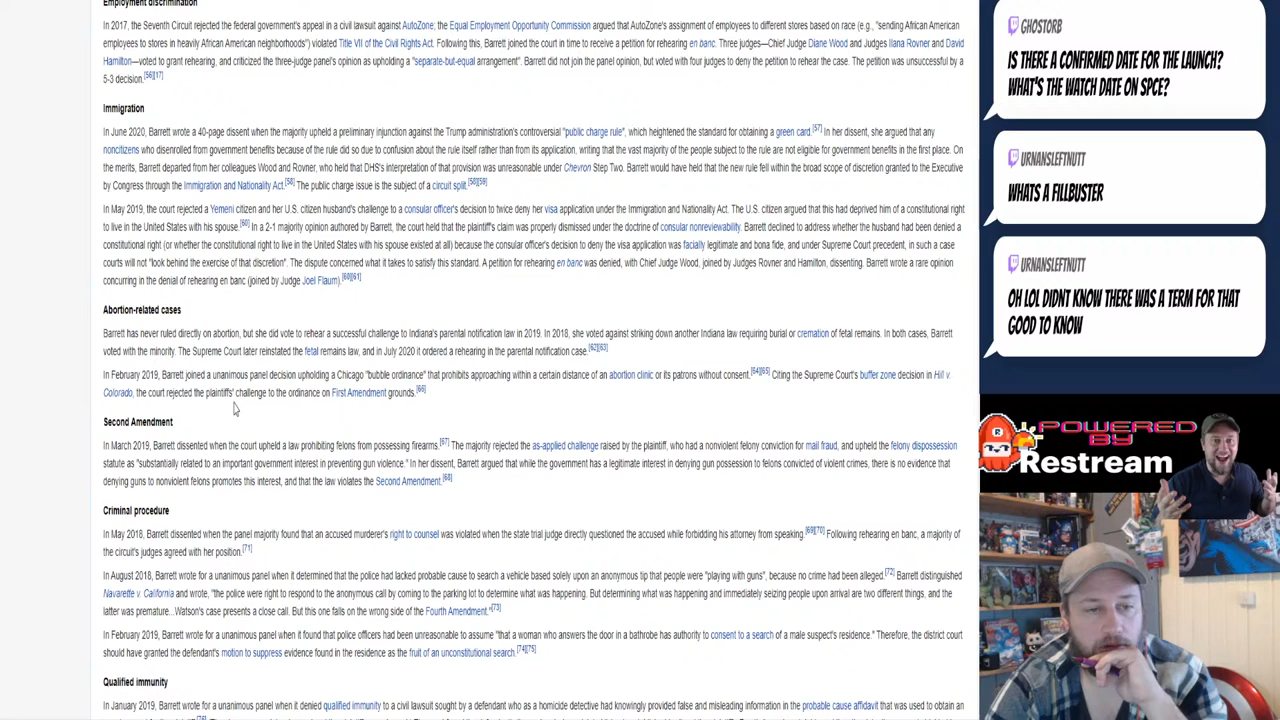 Employment discrimination
In 2017, the Seventh Circuit rejected the federal government's appeal in a civil lawsuit against AutoZone; the Equal Employment Opportunity Commission argued that AutoZone's assignment of employees to different stores based on race (e.g., "sending African American
employees to stores in heavily African American neighborhoods") violated Title VII of the Civil Rights Act. Following this, Barrett joined the court in time to receive a petition for rehearing en banc. Three judges—Chief Judge Diane Wood and Judges Ilana Rovner and David
Hamilton—voted to grant rehearing, and criticized the three-judge panel's opinion as upholding a "separate-but-equal arrangement". Barrett did not join the panel opinion, but voted with four judges to deny the petition to rehear the case. The petition was unsuccessful by a
5-3 decision.[56][17]
Immigration
In June 2020, Barrett wrote a 40-page dissent when the majority upheld a preliminary injunction against the Trump administration's controversial "public charge rule", which heightened the standard for obtaining a green card.[57] In her dissent, she argued that any
noncitizens who disenrolled from government benefits because of the rule did so due to confusion about the rule itself rather than from its application, writing that the vast majority of the people subject to the rule are not eligible for government benefits in the first place. On
the merits, Barrett departed from her colleagues Wood and Rovner, who held that DHS's interpretation of that provision was unreasonable under Chevron Step Two. Barrett would have held that the new rule fell within the broad scope of discretion granted to the Executive
by Congress through the Immigration and Nationality Act.[58] The public charge issue is the subject of a circuit split.[58][59]
In May 2019, the court rejected a Yemeni citizen and her U.S. citizen husband's challenge to a consular officer's decision to twice deny her visa application under the Immigration and Nationality Act. The U.S. citizen argued that this had deprived him of a constitutional right
to live in the United States with his spouse.[60] In a 2-1 majority opinion authored by Barrett, the court held that the plaintiff's claim was properly dismissed under the doctrine of consular nonreviewability. Barrett declined to address whether the husband had been denied a
constitutional right (or whether the constitutional right to live in the United States with his spouse existed at all) because the consular officer's decision to deny the visa application was facially legitimate and bona fide, and under Supreme Court precedent, in such a case
courts will not "look behind the exercise of that discretion". The dispute concerned what it takes to satisfy this standard. A petition for rehearing en banc was denied, with Chief Judge Wood, joined by Judges Rovner and Hamilton, dissenting. Barrett wrote a rare opinion
concurring in the denial of rehearing en banc (joined by Judge Joel Flaum).[60][61]
Abortion-related cases
Barrett has never ruled directly on abortion, but she did vote to rehear a successful challenge to Indiana's parental notification law in 2019. In 2018, she voted against striking down another Indiana law requiring burial or cremation of fetal remains. In both cases, Barrett
voted with the minority. The Supreme Court later reinstated the fetal remains law, and in July 2020 it ordered a rehearing in the parental notification case.[62][63]
In February 2019, Barrett joined a unanimous panel decision upholding a Chicago "bubble ordinance" that prohibits approaching within a certain distance of an abortion clinic or its patrons without consent.[64][65] Citing the Supreme Court's buffer zone decision in Hill v.
Colorado, the court rejected the plaintiffs' challenge to the ordinance on First Amendment grounds.[66]
Second Amendment
In March 2019, Barrett dissented when the court upheld a law prohibiting felons from possessing firearms.[67] The majority rejected the as-applied challenge raised by the plaintiff, who had a nonviolent felony conviction for mail fraud, and upheld the felony dispossession
statute as "substantially related to an important government interest in preventing gun violence." In her dissent, Barrett argued that while the government has a legitimate interest in denying gun possession to felons convicted of violent crimes, there is no evidence that
denying guns to nonviolent felons promotes this interest, and that the law violates the Second Amendment.[68]
Criminal procedure
In May 2018, Barrett dissented when the panel majority found that an accused murderer's right to counsel was violated when the state trial judge directly questioned the accused while forbidding his attorney from speaking.[69][70] Following rehearing en banc, a majority of
the circuit's judges agreed with her position.[71]
In August 2018, Barrett wrote for a unanimous panel when it determined that the police had lacked probable cause to search a vehicle based solely upon an anonymous tip that people were "playing with guns", because no crime had been alleged.[72] Barrett distinguished
Navarette v. California and wrote, "the police were right to respond to the anonymous call by coming to the parking lot to determine what was happening. But determining what was happening and immediately seizing people upon arrival are two different things, and the
latter was premature...Watson's case presents a close call. But this one falls on the wrong side of the Fourth Amendment."[73]
In February 2019, Barrett wrote for a unanimous panel when it found that police officers had been unreasonable to assume "that a woman who answers the door in a bathrobe has authority to consent to a search of a male suspect's residence." Therefore, the district court
should have granted the defendant's motion to suppress evidence found in the residence as the fruit of an unconstitutional search.[74][75]
Qualified immunity
In January 2019, Barrett wrote for a unanimous panel when it denied qualified immunity to a civil lawsuit sought by a defendant who as a homicide detective had knowingly provided false and misleading information in the probable cause affidavit that was used to obtain an
GHOSTORB
IS THERE A CONFIRMED DATE FOR THE LAUNCH?
WHAT'S THE WATCH DATE ON SPCE?
URNANSLEFTNUTT
WHATS A FILLBUSTER
URNANSLEFTNUTT
OH LOL DIDNT KNOW THERE WAS A TERM FOR THAT
GOOD TO KNOW
POWERED
BY
Restream